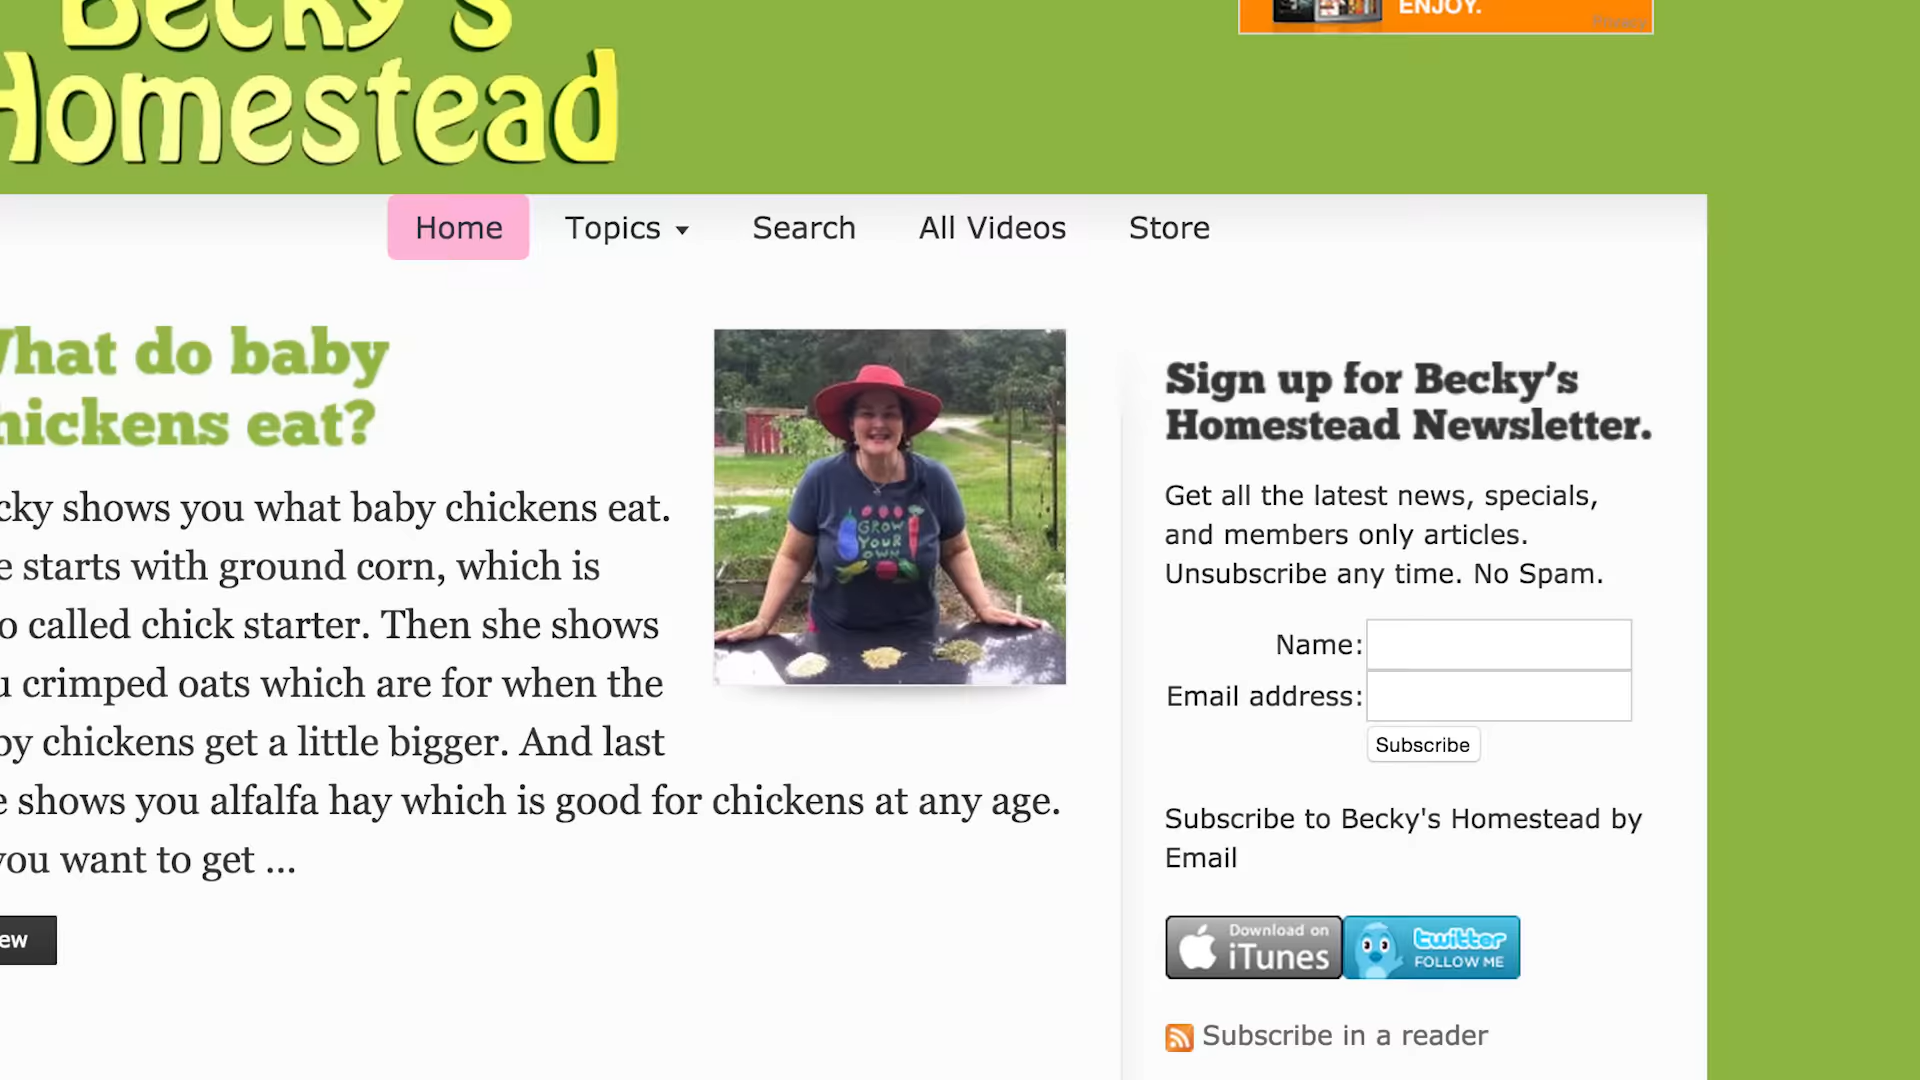 Becky's
Homestead
ENJOY.
Privacy
Home
Topics
Search
All Videos
Store
What do baby
hickens eat?
cky shows you what baby chickens eat.
e starts with ground corn, which is
o called chick starter. Then she shows
u crimped oats which are for when the
by chickens get a little bigger. And last
e shows you alfalfa hay which is good for chickens at any age.
you want to get ...
ew
GROW
YOUR
OWN
Sign up for Becky's
Homestead Newsletter.
Get all the latest news, specials,
and members only articles.
Unsubscribe any time. No Spam.
Name:
Email address:
Subscribe
Subscribe to Becky's Homestead by
Email
Download on
iTunes
twitter
FOLLOW ME
Subscribe in a reader